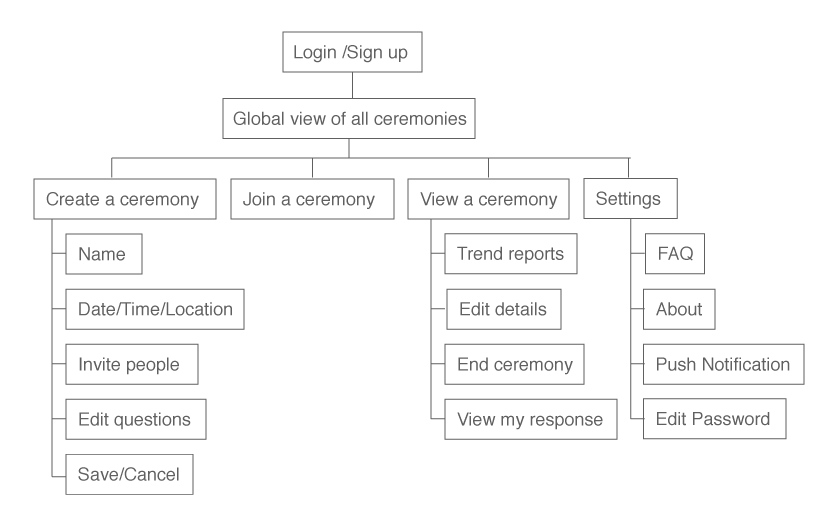 Login /Sign up
Global view of all ceremonies
Create a ceremony
Join a ceremony
View a ceremony
Settings
Name
Date/Time/Location
Invite people
Edit questions
Save/Cancel
Trend reports
Edit details
End ceremony
View my response
FAQ
About
Push Notification
Edit Password